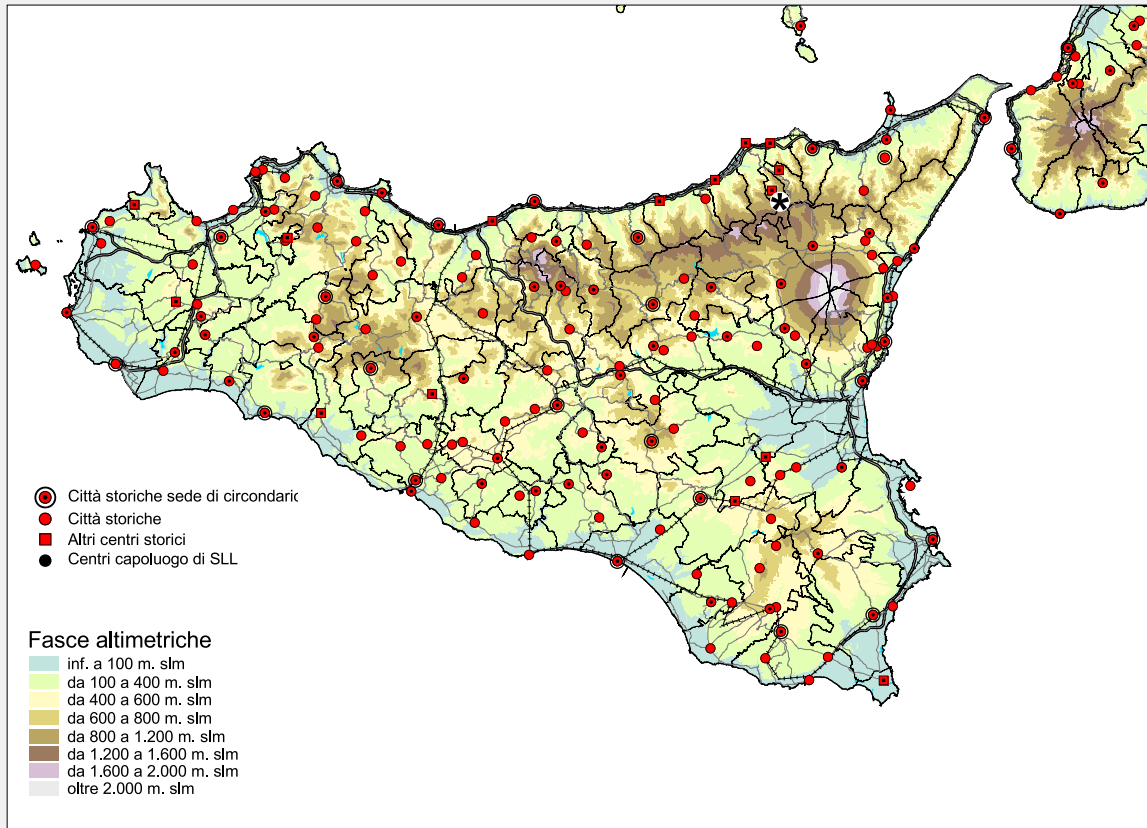 Città storiche sede di circondaric
Città storiche
Altri centri storici
Centri capoluogo di SLL
Fasce altimetriche
inf. a 100 m. slm
da 100 a 400 m. slm
da 400 a 600 m. slm
da 600 a 800 m. slm
da 800 a 1.200 m. slm
da 1.200 a 1.600 m. slm
da 1.600 a 2.000 m. slm
oltre 2.000 m. slm